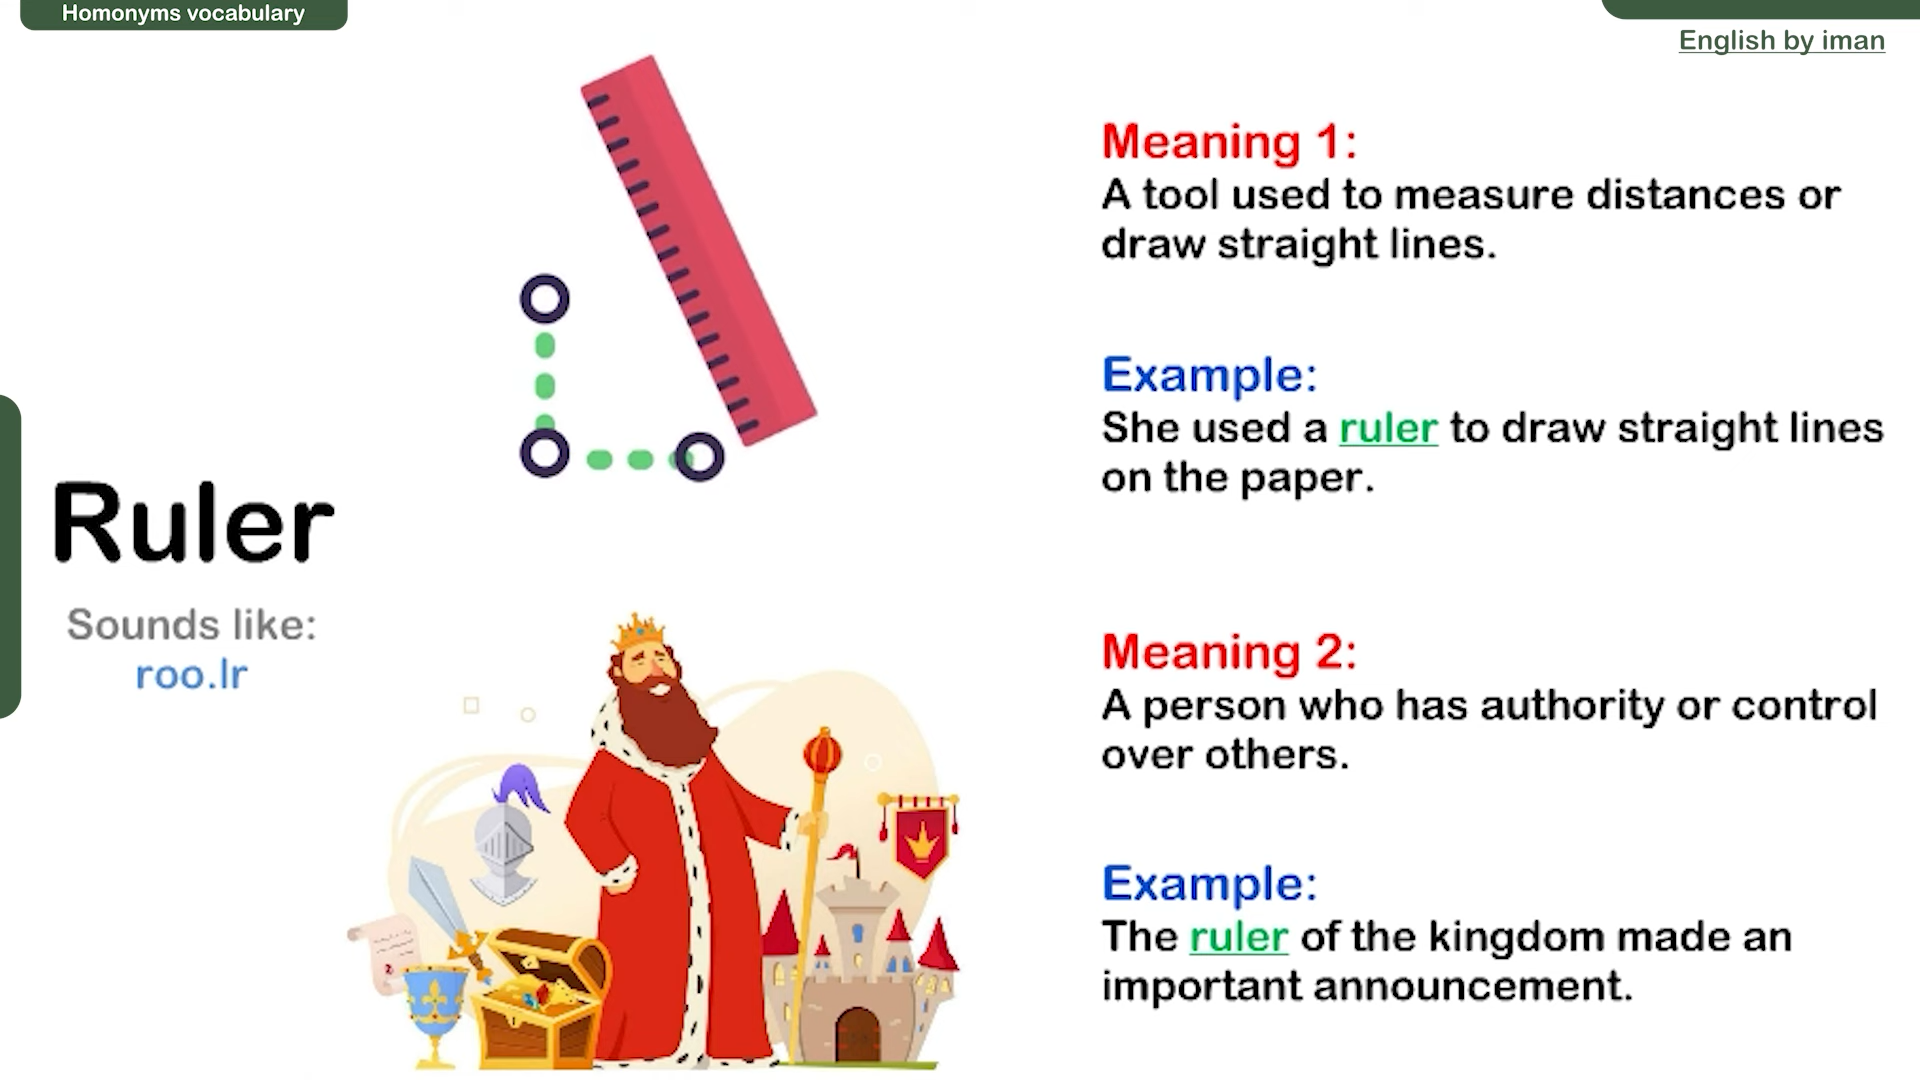 Homonyms vocabulary
English by iman
Ruler
Sounds like:
roo.lr
Meaning 1:
A tool used to measure distances or
draw straight lines.
Example:
She used a ruler to draw straight lines
on the paper.
Meaning 2:
A person who has authority or control
over others.
Example:
The ruler of the kingdom made an
important announcement.